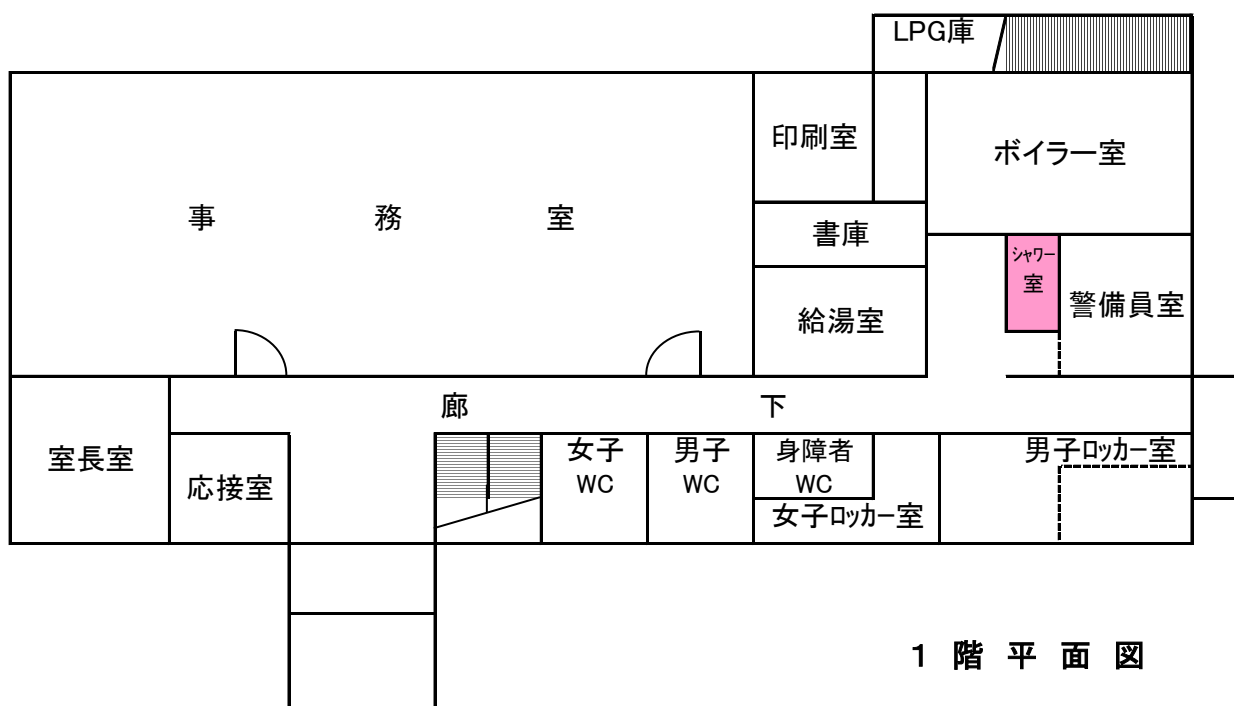 LPG庫
印刷室
ボイラー室
事務室
書庫
シャワー
室
警備員室
給湯室
廊下
室長室
応接室
女子
WC
男子
WC
身障者
WC
男子ロッカー室
女子ロッカー室
1階平面図